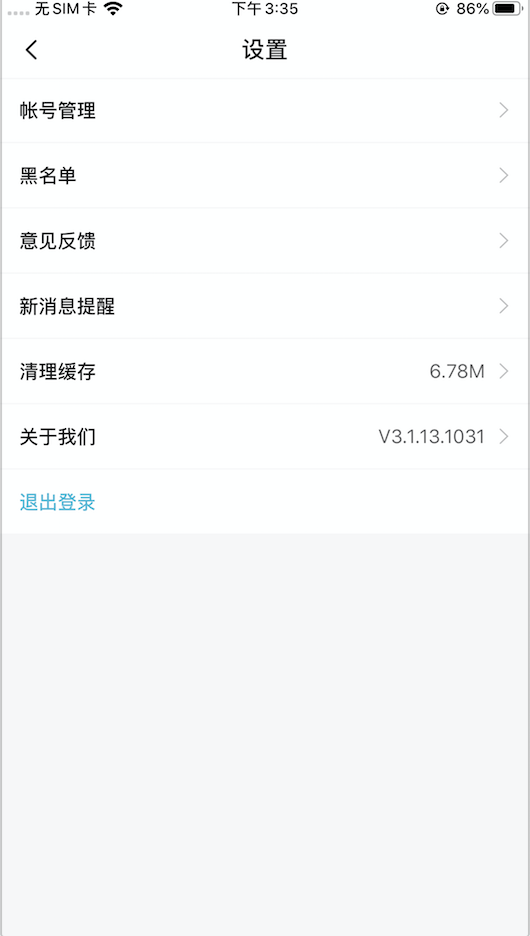 无SIM卡 下午3:35 86%
设置
帐号管理
黑名单
意见反馈
新消息提醒
清理缓存 6.78M
关于我们 V3.1.13.1031
退出登录